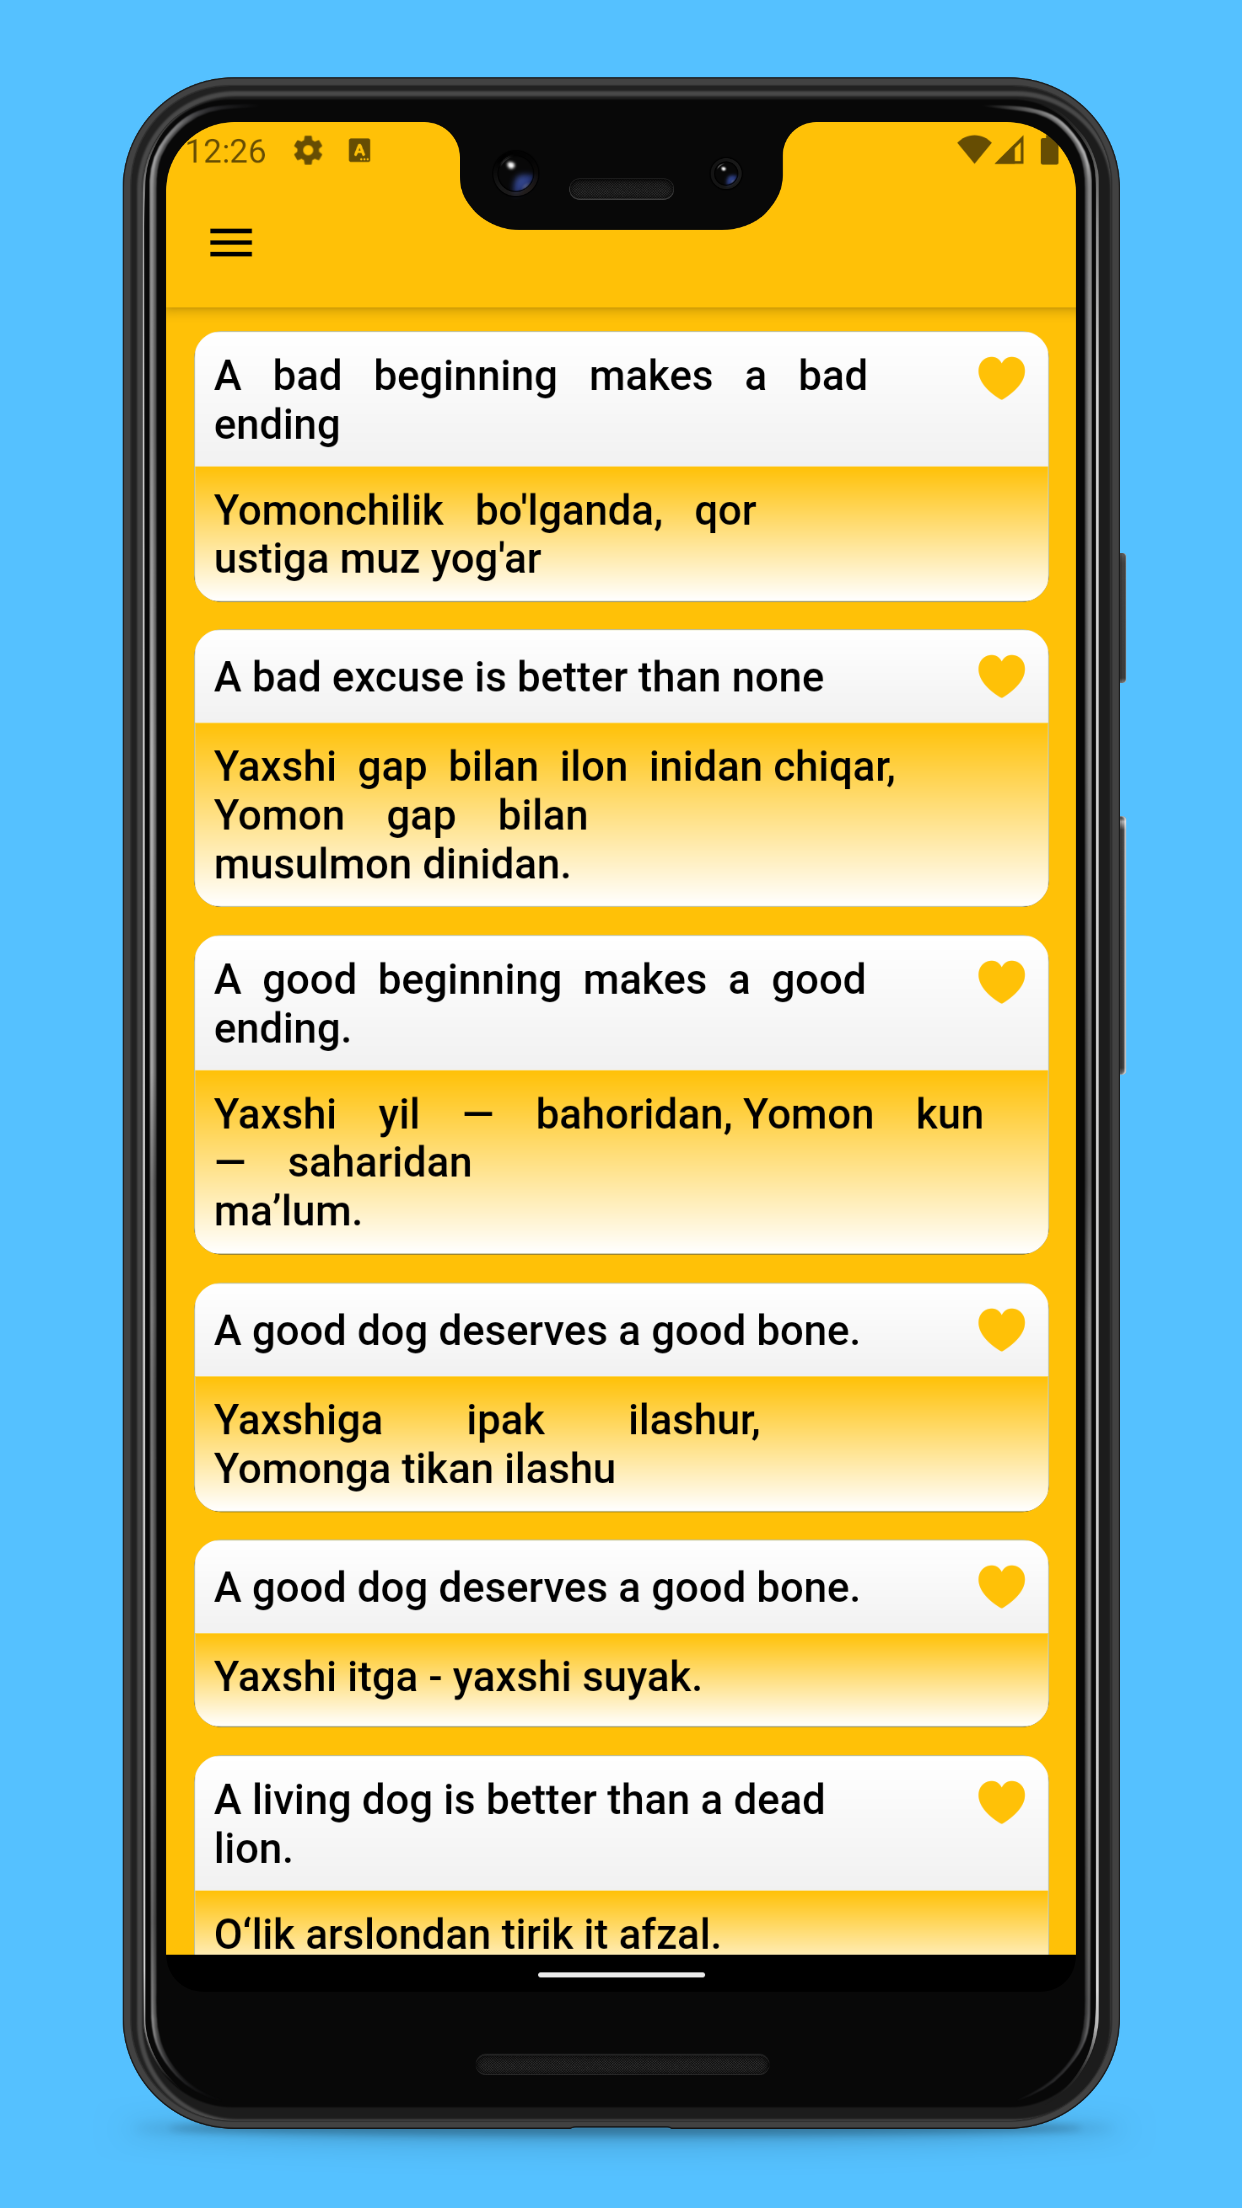 12:26
A bad beginning makes a bad
ending
Yomonchilik bo'lganda, qor
ustiga muz yog'ar
A bad excuse is better than none
Yaxshi gap bilan ilon inidan chiqar,
Yomon gap bilan
musulmon dinidan.
A good beginning makes a good
ending.
Yaxshi yil — bahoridan, Yomon kun
— saharidan
ma’lum.
A good dog deserves a good bone.
Yaxshiga ipak ilashur,
Yomonga tikan ilashu
A good dog deserves a good bone.
Yaxshi itga - yaxshi suyak.
A living dog is better than a dead
lion.
O‘lik arslondan tirik it afzal.